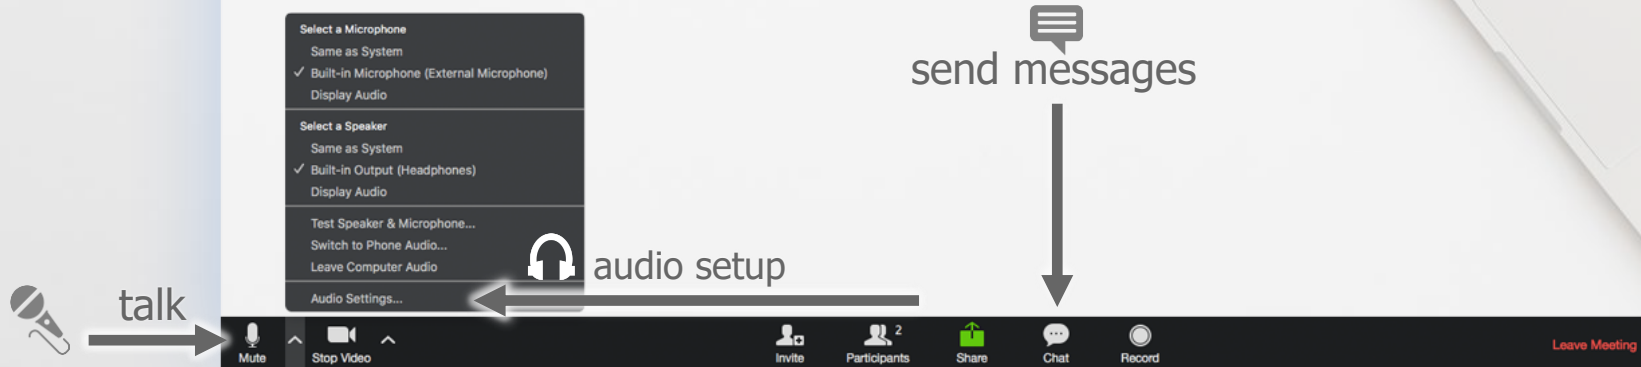 Select a Microphone
Same as System
✓ Built-in Microphone (External Microphone)
Display Audio
Select a Speaker
Same as System
✓ Built-in Output (Headphones)
Display Audio
Test Speaker & Microphone...
Switch to Phone Audio...
Leave Computer Audio
Audio Settings...
send messages
audio setup
talk
Mute
Stop Video
Invite
Participants
2
Share
Chat
Record
Leave Meeting